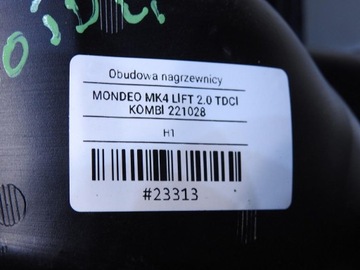 Obudowa nagrzewnicy
MONDEO MK4 LIFT 2.0 TDCI
KOMBI 221028
H1
#23313